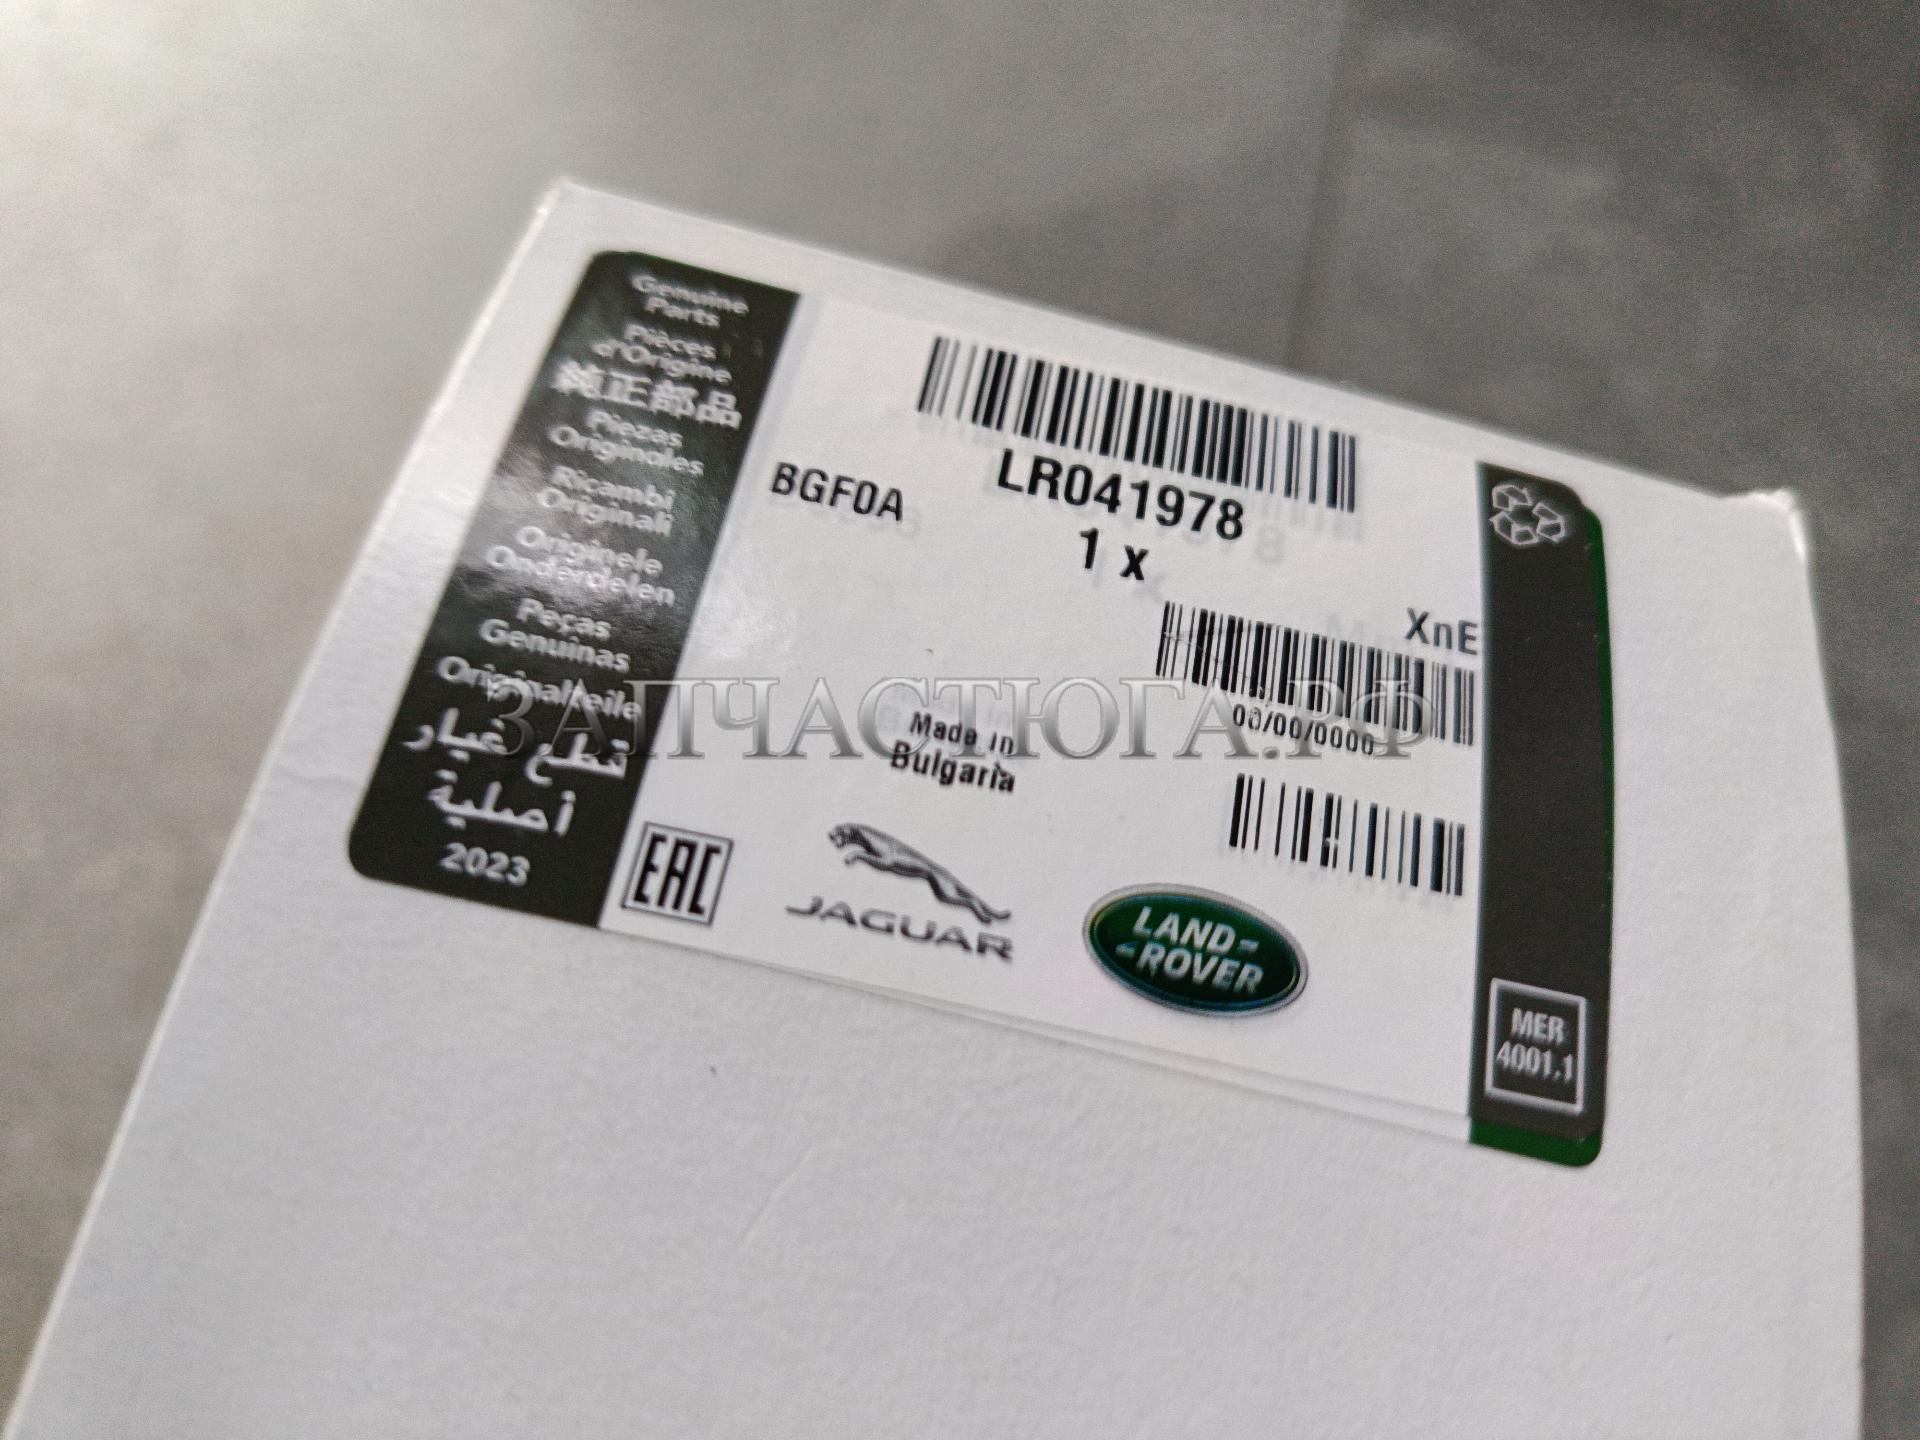 Genuine
Parts
Pièces
d'Origine
純正部品
Piezas
Originales
Ricambi
Originali
Originele
Onderdelen
Peças
Genuinas
Originalteile
قطع غيار
أصلية
2023
LR041978
BGF0A
1 x
XnE
00/00/0000
Made in
Bulgaria
EAC
JAGUAR
LAND-
-ROVER
MER
4001.1
ЗАПЧАСТЮГА.РФ